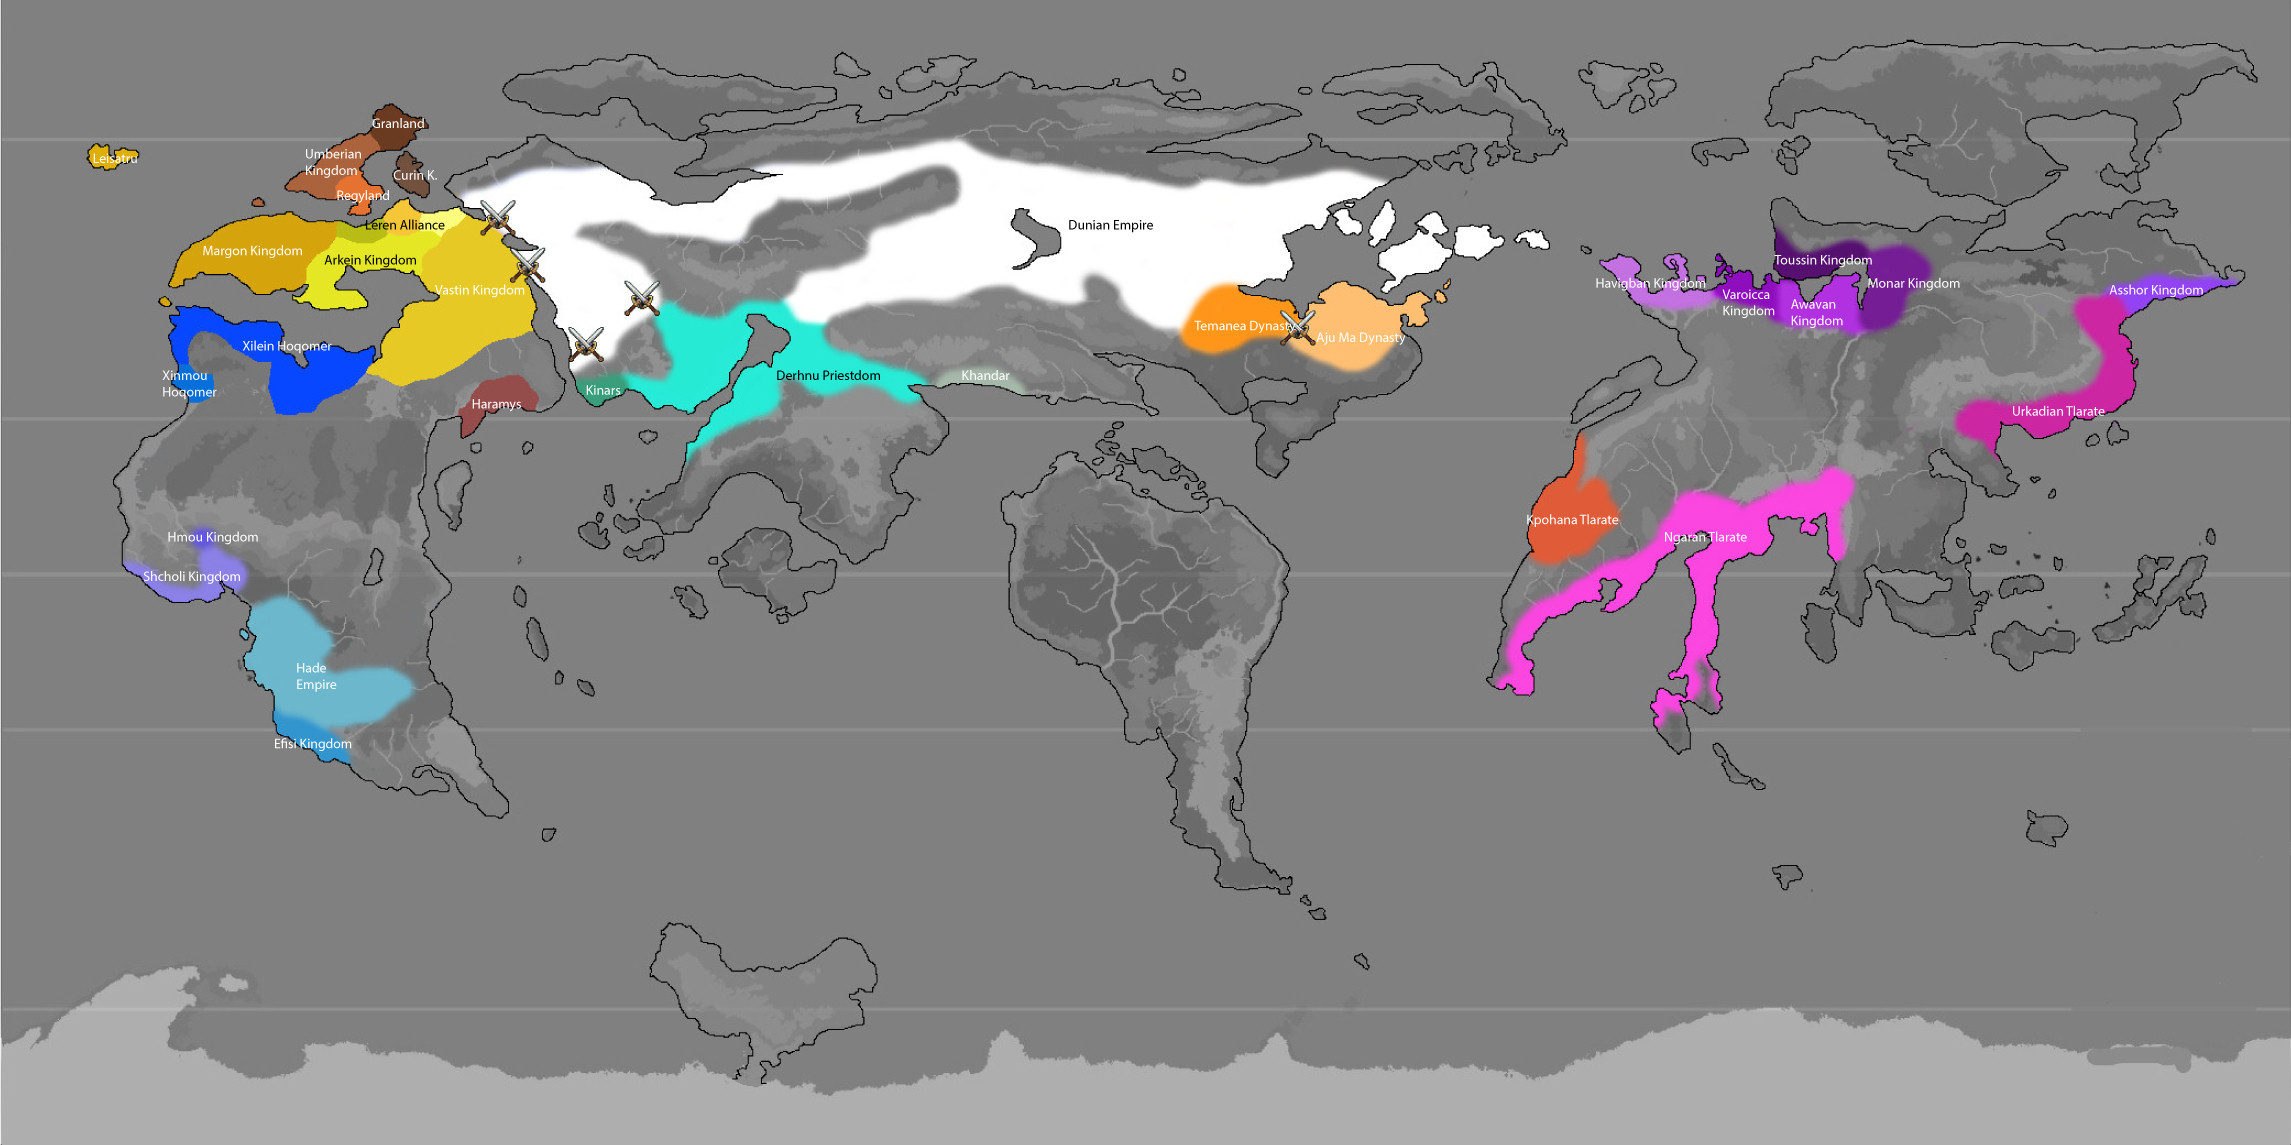 Granland
Leisatru
Umberian
Kingdom
Curin K.
Regyland
Leren Alliance
Margon Kingdom
Arkein Kingdom
Vastin Kingdom
Dunian Empire
Xilein Hoqomer
Xinmou
Hoqomer
Haramys
Kinars
Derhnu Priestdom
Khandar
Temanea Dynasty
Aju Ma Dynasty
Toussin Kingdom
Havigban Kingdom
Varoicca
Kingdom
Awavan
Kingdom
Monar Kingdom
Asshor Kingdom
Urkadian Tlarate
Kpohana Tlarate
Ngaran Tlarate
Hmou Kingdom
Shcholi Kingdom
Hade
Empire
Efisi Kingdom